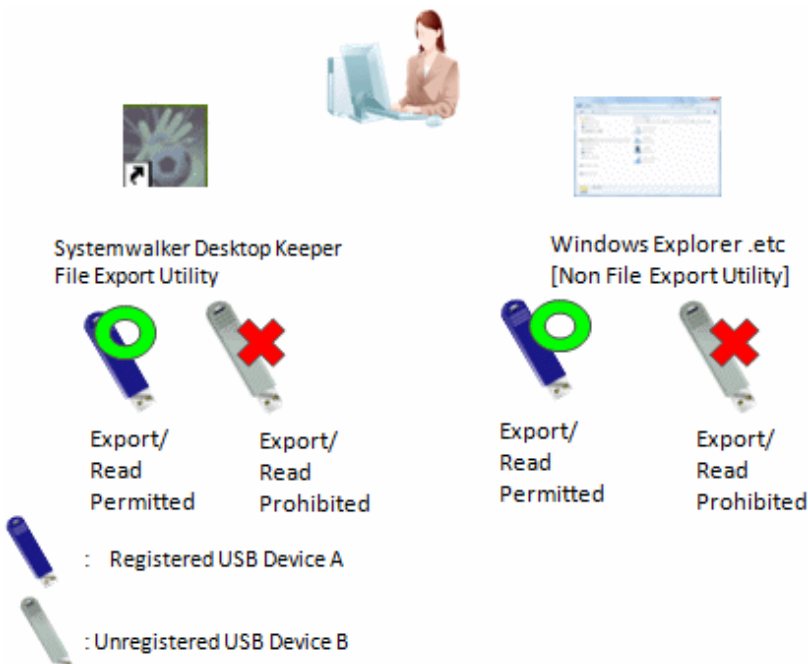 Systemwalker Desktop Keeper
File Export Utility
Windows Explorer .etc
[Non File Export Utility]
Export/
Read
Permitted
Export/
Read
Prohibited
Export/
Read
Permitted
Export/
Read
Prohibited
: Registered USB Device A
: Unregistered USB Device B